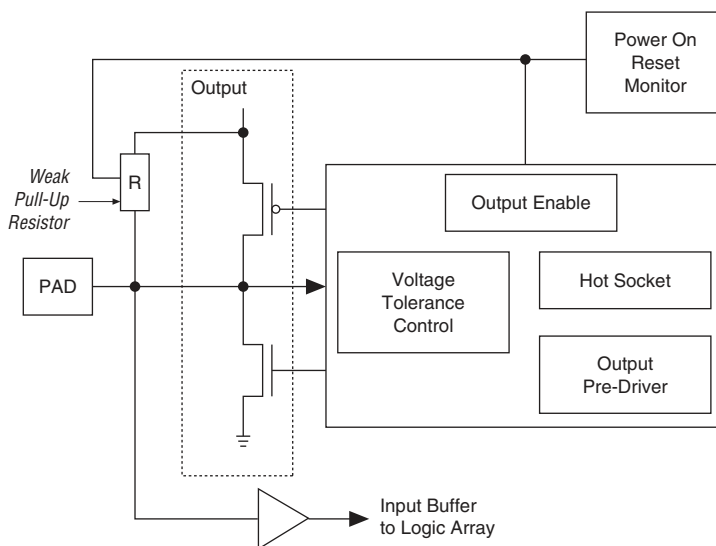 Power On
Reset
Monitor
Output
R
Weak
Pull-Up
Resistor
Output Enable
PAD
Voltage
Tolerance
Control
Hot Socket
Output
Pre-Driver
Input Buffer
to Logic Array